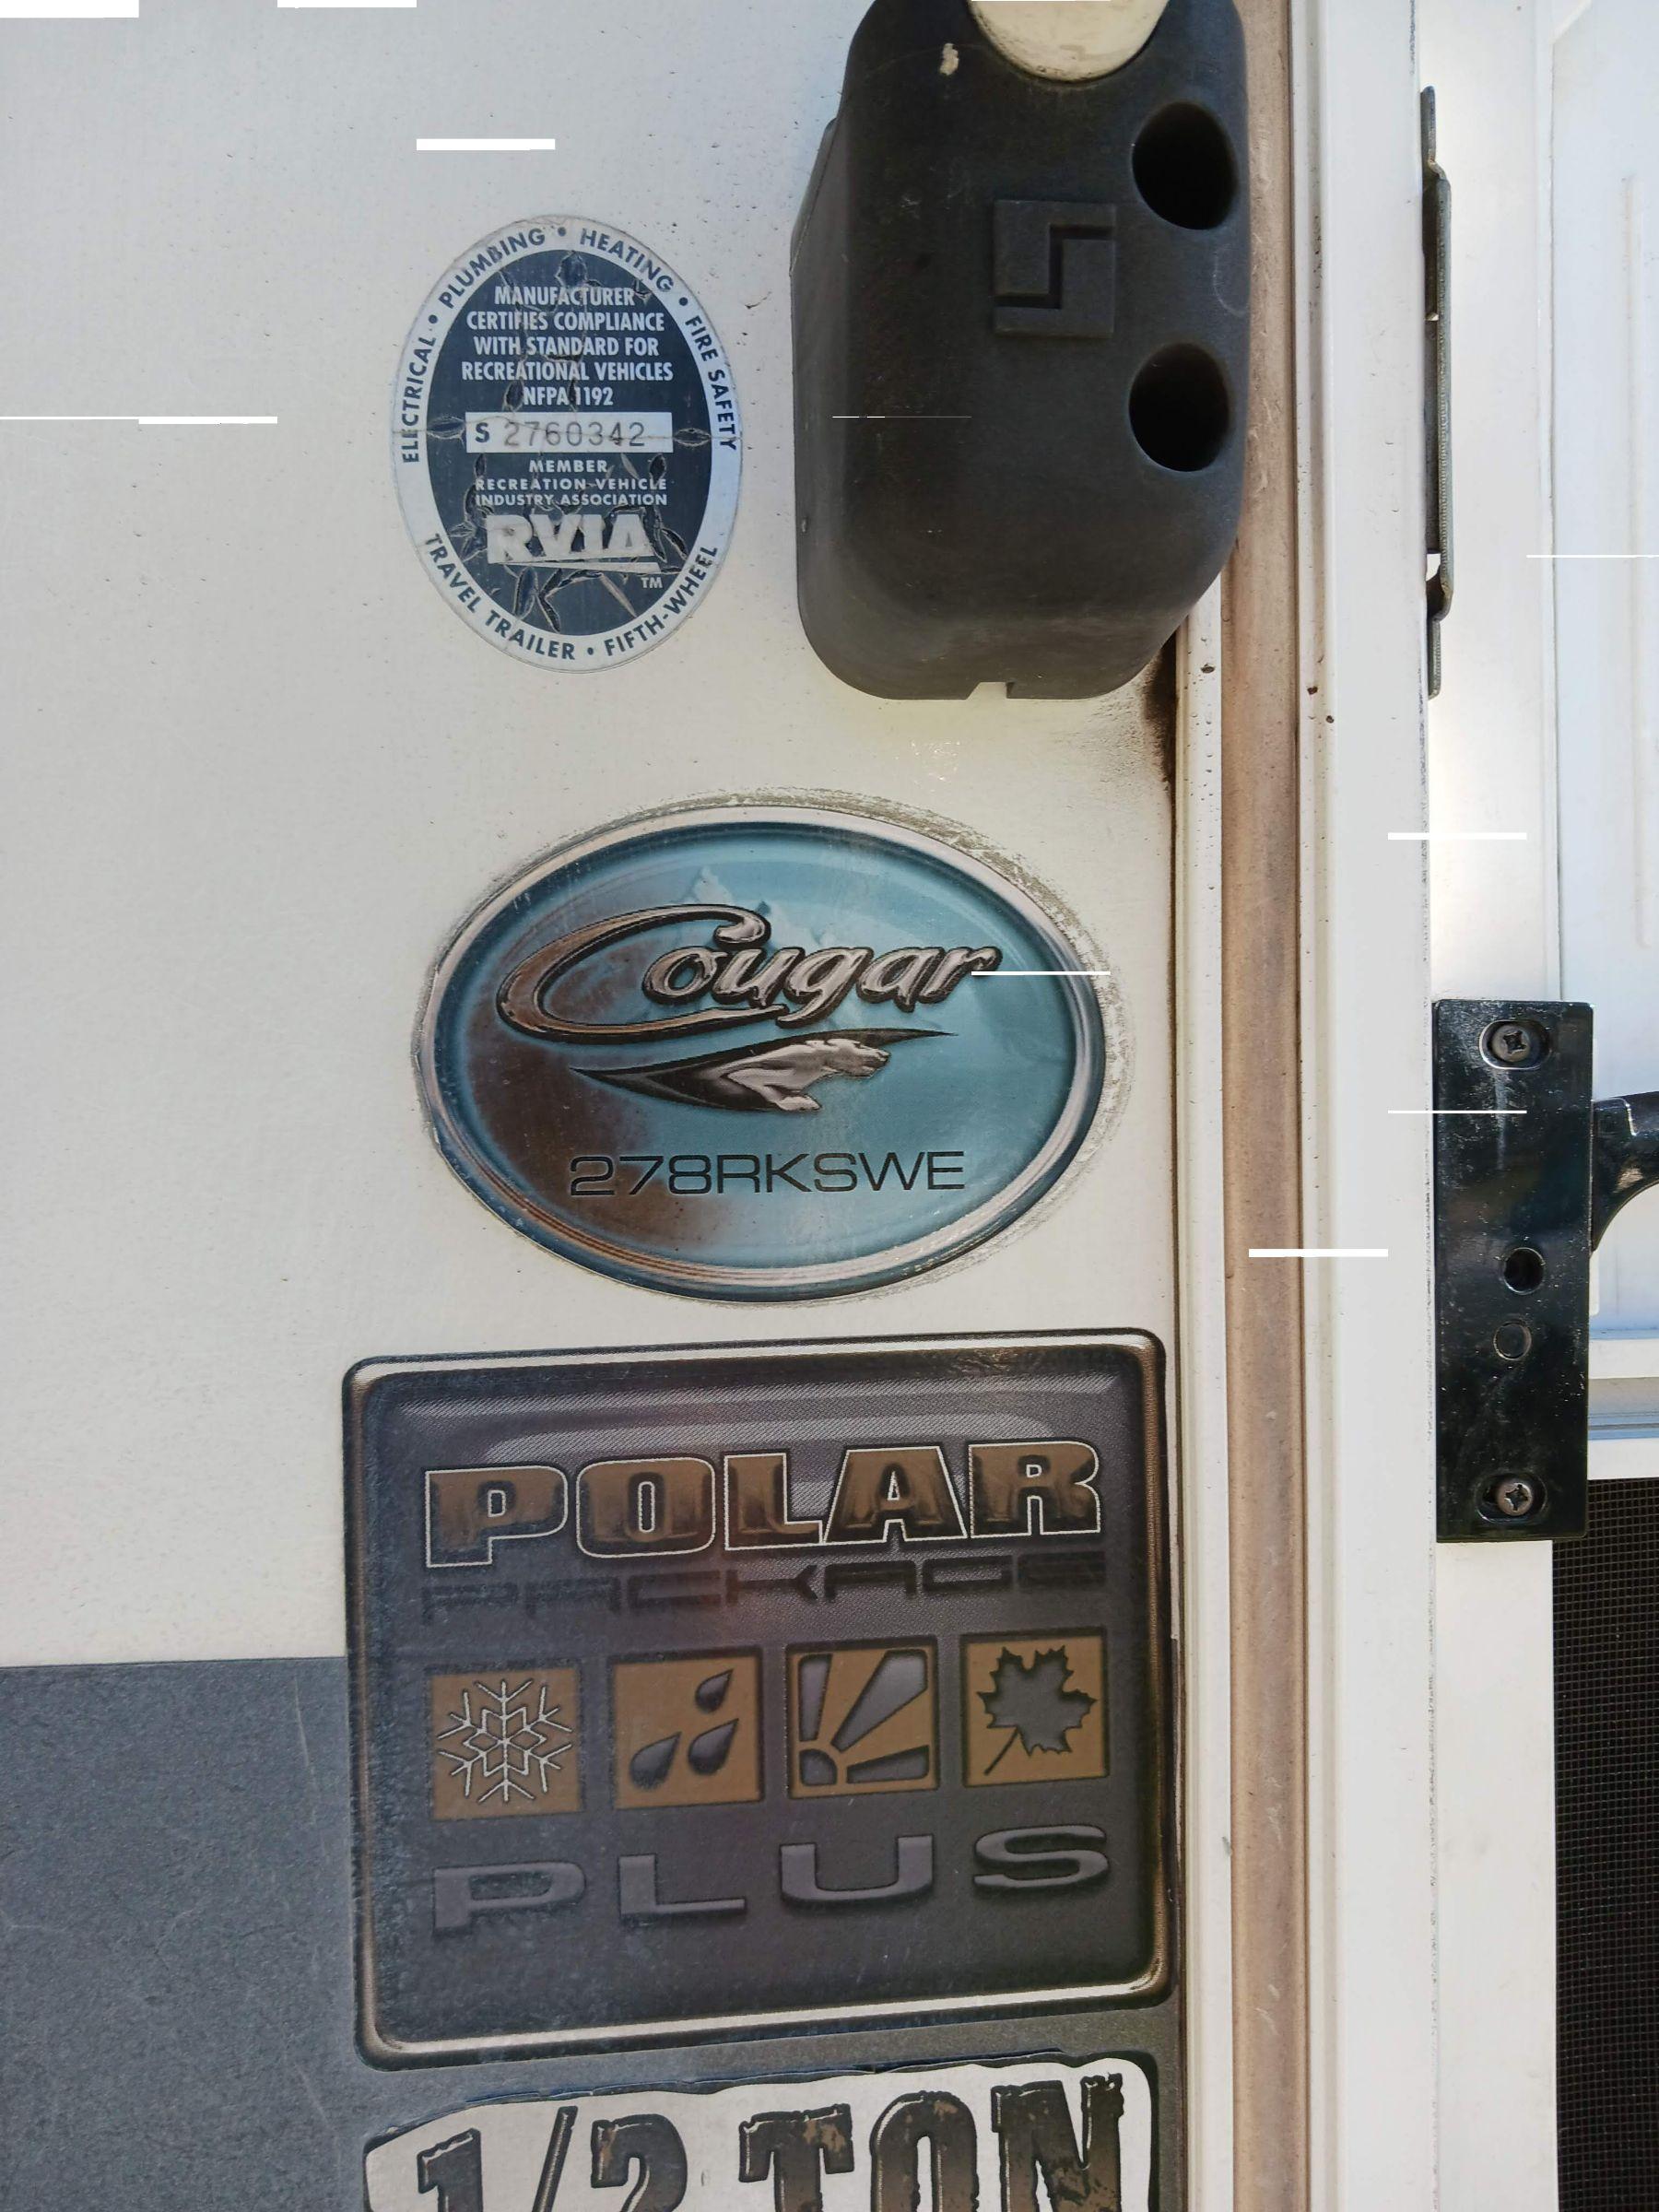 ELECTRICAL • PLUMBING • HEATING • FIRE SAFETY
MANUFACTURER
CERTIFIES COMPLIANCE
WITH STANDARD FOR
RECREATIONAL VEHICLES
NFPA 1192
S 2760342
MEMBER
RECREATION VEHICLE
INDUSTRY ASSOCIATION
RVIA
TM
TRAVEL TRAILER • FIFTH-WHEEL
Cougar
278RKSWE
POLAR
PACKAGE
PLUS
1/2 TON